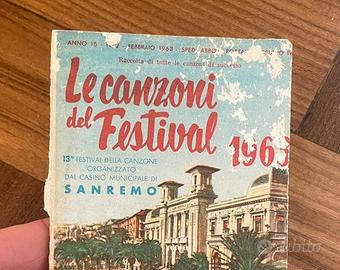 ANNO 15 - N. 2 - FEBBRAIO 1963 - SPED. ABBO
Raccolta di tutte le canzoni di successo
Le canzoni
del Festival
1963
13° FESTIVAL DELLA CANZONE
ORGANIZZATO
DAL CASINÒ MUNICIPALE DI
SANREMO
subito